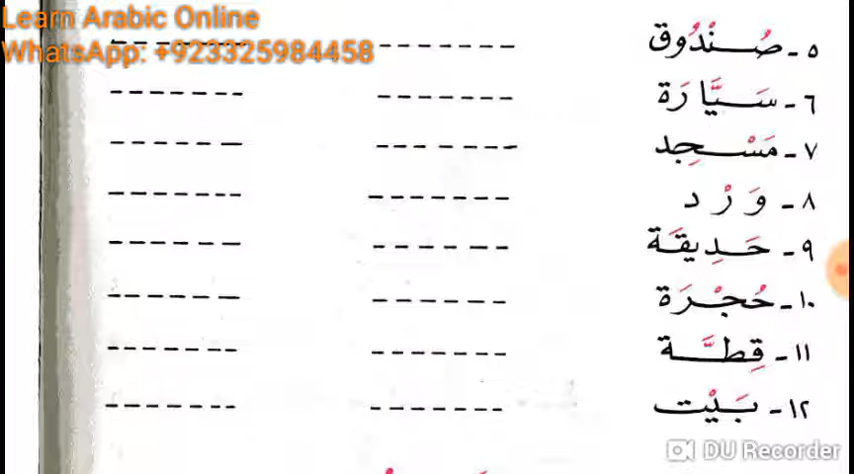 Learn Arabic Online
WhatsApp: +923325984458
٥- صُنْدُوق
٦- سَيَّارَة
٧- مَسْجِد
٨- وَرْد
٩- حَدِيقَة
١٠- حُجْرَة
١١- قِطَّة
١٢- بَيْت
DU Recorder